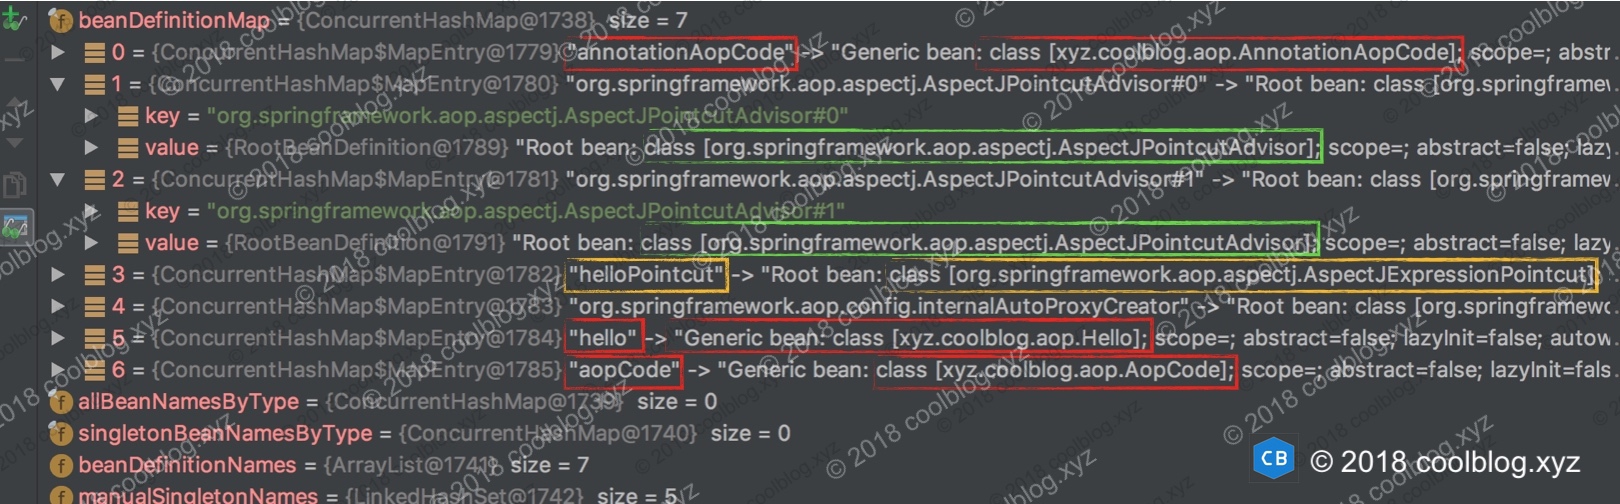 beanDefinitionMap = {ConcurrentHashMap@1738} size = 7
0 = {ConcurrentHashMap$MapEntry@1779} "annotationAopCode" -> "Generic bean: class [xyz.coolblog.aop.AnnotationAopCode]; scope=; abstr
1 = {ConcurrentHashMap$MapEntry@1780} "org.springframework.aop.aspectj.AspectJPointcutAdvisor#0" -> "Root bean: class [org.springframew
key = "org.springframework.aop.aspectj.AspectJPointcutAdvisor#0"
value = {RootBeanDefinition@1789} "Root bean: class [org.springframework.aop.aspectj.AspectJPointcutAdvisor]; scope=; abstract=false; lazy
2 = {ConcurrentHashMap$MapEntry@1781} "org.springframework.aop.aspectj.AspectJPointcutAdvisor#1" -> "Root bean: class [org.springframew
key = "org.springframework.aop.aspectj.AspectJPointcutAdvisor#1"
value = {RootBeanDefinition@1791} "Root bean: class [org.springframework.aop.aspectj.AspectJPointcutAdvisor]; scope=; abstract=false; lazy
3 = {ConcurrentHashMap$MapEntry@1782} "helloPointcut" -> "Root bean: class [org.springframework.aop.aspectj.AspectJExpressionPointcut]
4 = {ConcurrentHashMap$MapEntry@1783} "org.springframework.aop.config.internalAutoProxyCreator" -> "Root bean: class [org.springframewc
5 = {ConcurrentHashMap$MapEntry@1784} "hello" -> "Generic bean: class [xyz.coolblog.aop.Hello]; scope=; abstract=false; lazyInit=false; autow
6 = {ConcurrentHashMap$MapEntry@1785} "aopCode" -> "Generic bean: class [xyz.coolblog.aop.AopCode]; scope=; abstract=false; lazyInit=fals
allBeanNamesByType = {ConcurrentHashMap@1739} size = 0
singletonBeanNamesByType = {ConcurrentHashMap@1740} size = 0
beanDefinitionNames = {ArrayList@1741} size = 7
manualSingletonNames = {LinkedHashSet@1742} size = 5
CB © 2018 coolblog.xyz